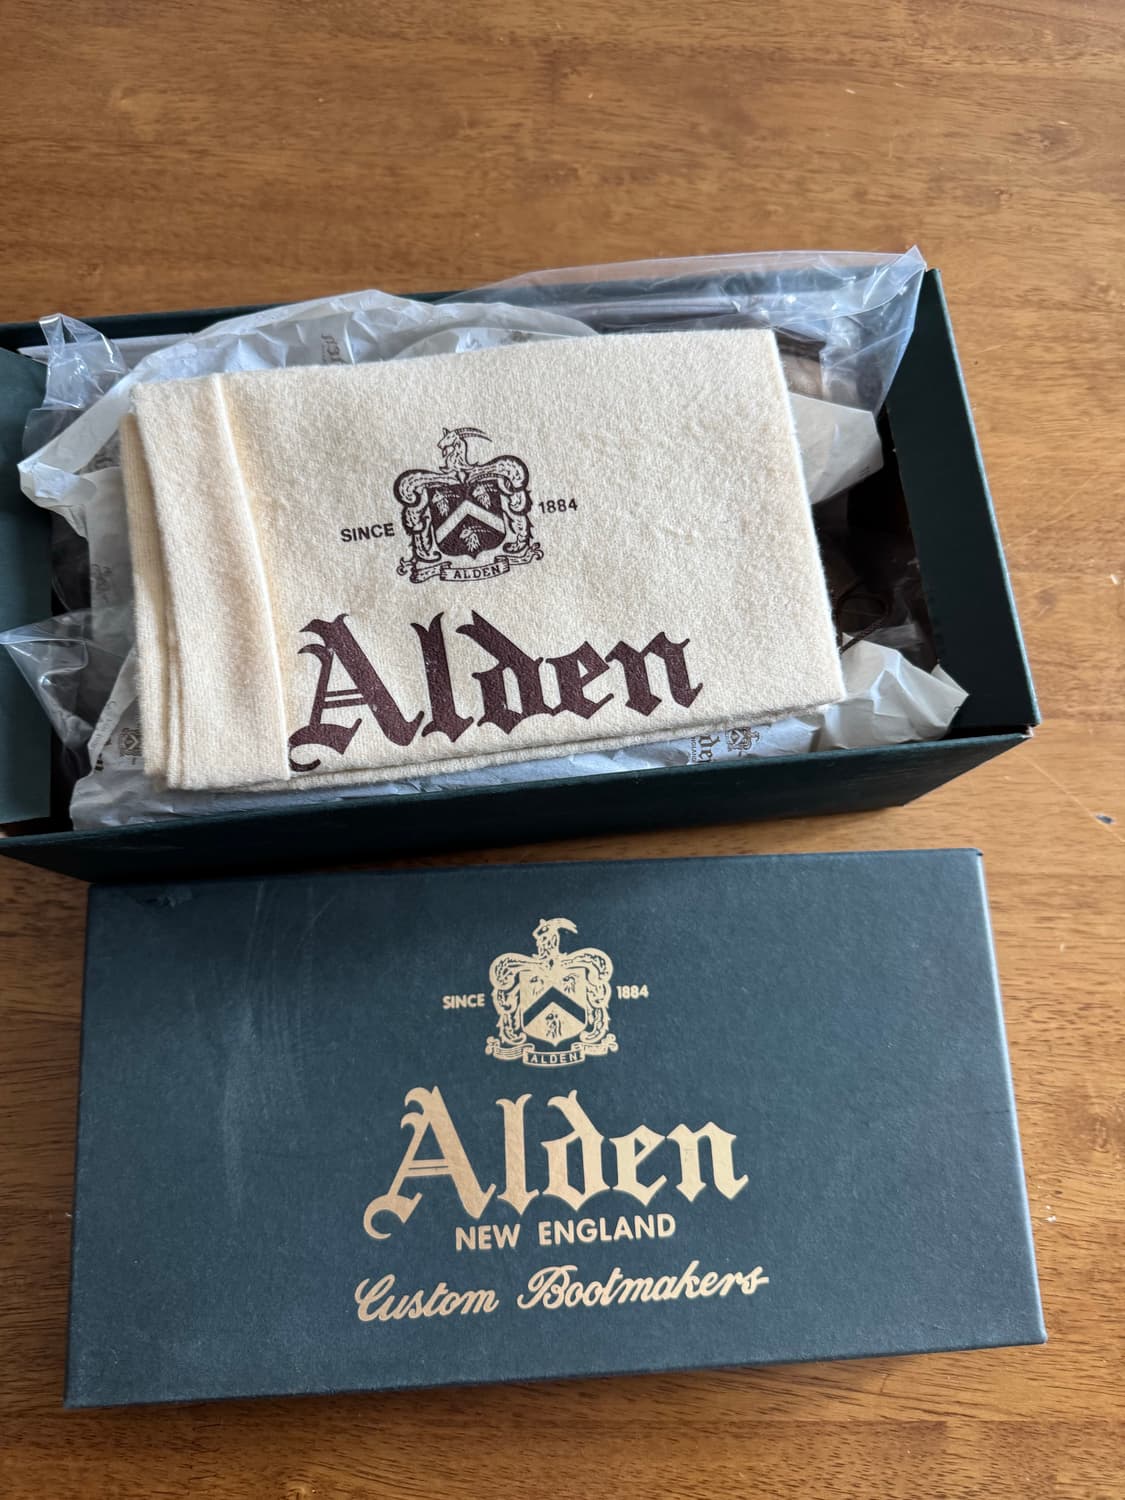 SINCE 1884
ALDEN
Alden
SINCE 1884
ALDEN
Alden
NEW ENGLAND
Custom Bootmakers